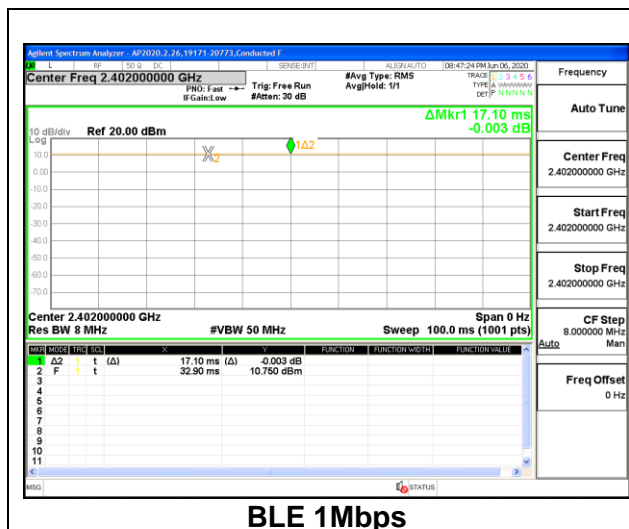 Agilent Spectrum Analyzer - AP2020.2.26,19171-20773,Conducted F
L RF 50 Ω DC SENSE:INT ALIGN AUTO 08:47:24 PM Jun 06, 2020
Center Freq 2.402000000 GHz
PNO: Fast
IFGain:Low
Trig: Free Run
#Atten: 30 dB
#Avg Type: RMS
Avg|Hold: 1/1
TRACE 1 2 3 4 5 6
TYPE A WWWWW
DET P N N N N N
ΔMkr1 17.10 ms
-0.003 dB
10 dB/div Ref 20.00 dBm
Log
10.0
0.00
-10.0
-20.0
-30.0
-40.0
-50.0
-60.0
-70.0
2
1Δ2
Center 2.402000000 GHz Span 0 Hz
Res BW 8 MHz #VBW 50 MHz Sweep 100.0 ms (1001 pts)
MKR MODE TRC SCL X Y FUNCTION FUNCTION WIDTH FUNCTION VALUE
1 Δ2 1 t (Δ) 17.10 ms (Δ) -0.003 dB
2 F 1 t 32.90 ms 10.750 dBm
3
4
5
6
7
8
9
10
11
MSG STATUS
Frequency
Auto Tune
Center Freq
2.402000000 GHz
Start Freq
2.402000000 GHz
Stop Freq
2.402000000 GHz
CF Step
8.000000 MHz
Auto Man
Freq Offset
0 Hz
BLE 1Mbps